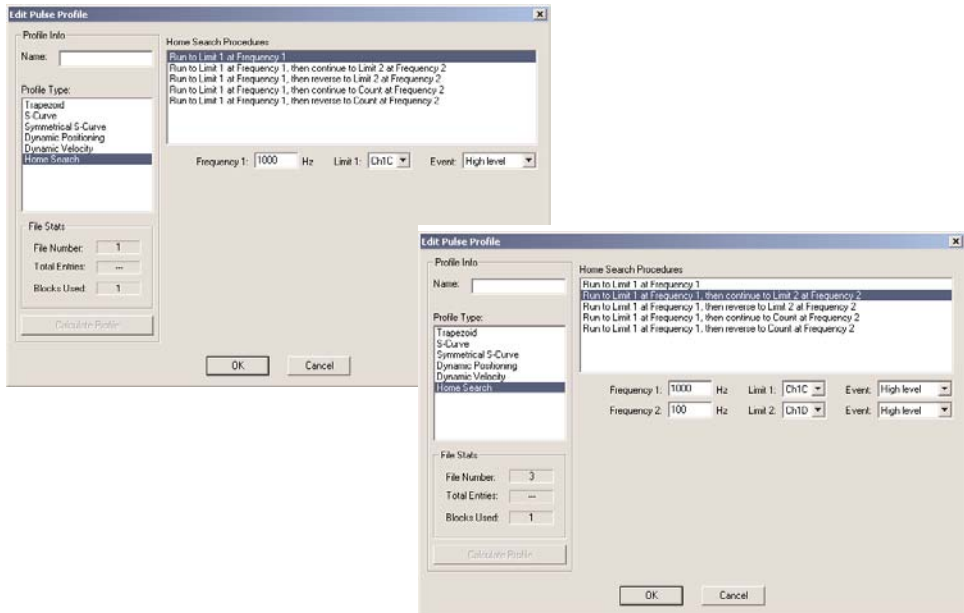 Edit Pulse Profile
Profile Info
Name:
Profile Type:
Trapezoid
S-Curve
Symmetrical S-Curve
Dynamic Positioning
Dynamic Velocity
Home Search
File Stats
File Number: 1
Total Entries: ---
Blocks Used: 1
Calculate Profile
Home Search Procedures
Run to Limit 1 at Frequency 1
Run to Limit 1 at Frequency 1, then continue to Limit 2 at Frequency 2
Run to Limit 1 at Frequency 1, then reverse to Limit 2 at Frequency 2
Run to Limit 1 at Frequency 1, then continue to Count at Frequency 2
Run to Limit 1 at Frequency 1, then reverse to Count at Frequency 2
Frequency 1: 1000 Hz Limit 1: Ch1C Event: High level
OK Cancel
Edit Pulse Profile
Profile Info
Name:
Profile Type:
Trapezoid
S-Curve
Symmetrical S-Curve
Dynamic Positioning
Dynamic Velocity
Home Search
File Stats
File Number: 3
Total Entries: ---
Blocks Used: 1
Calculate Profile
Home Search Procedures
Run to Limit 1 at Frequency 1
Run to Limit 1 at Frequency 1, then continue to Limit 2 at Frequency 2
Run to Limit 1 at Frequency 1, then reverse to Limit 2 at Frequency 2
Run to Limit 1 at Frequency 1, then continue to Count at Frequency 2
Run to Limit 1 at Frequency 1, then reverse to Count at Frequency 2
Frequency 1: 1000 Hz Limit 1: Ch1C Event: High level
Frequency 2: 100 Hz Limit 2: Ch1D Event: High level
OK Cancel